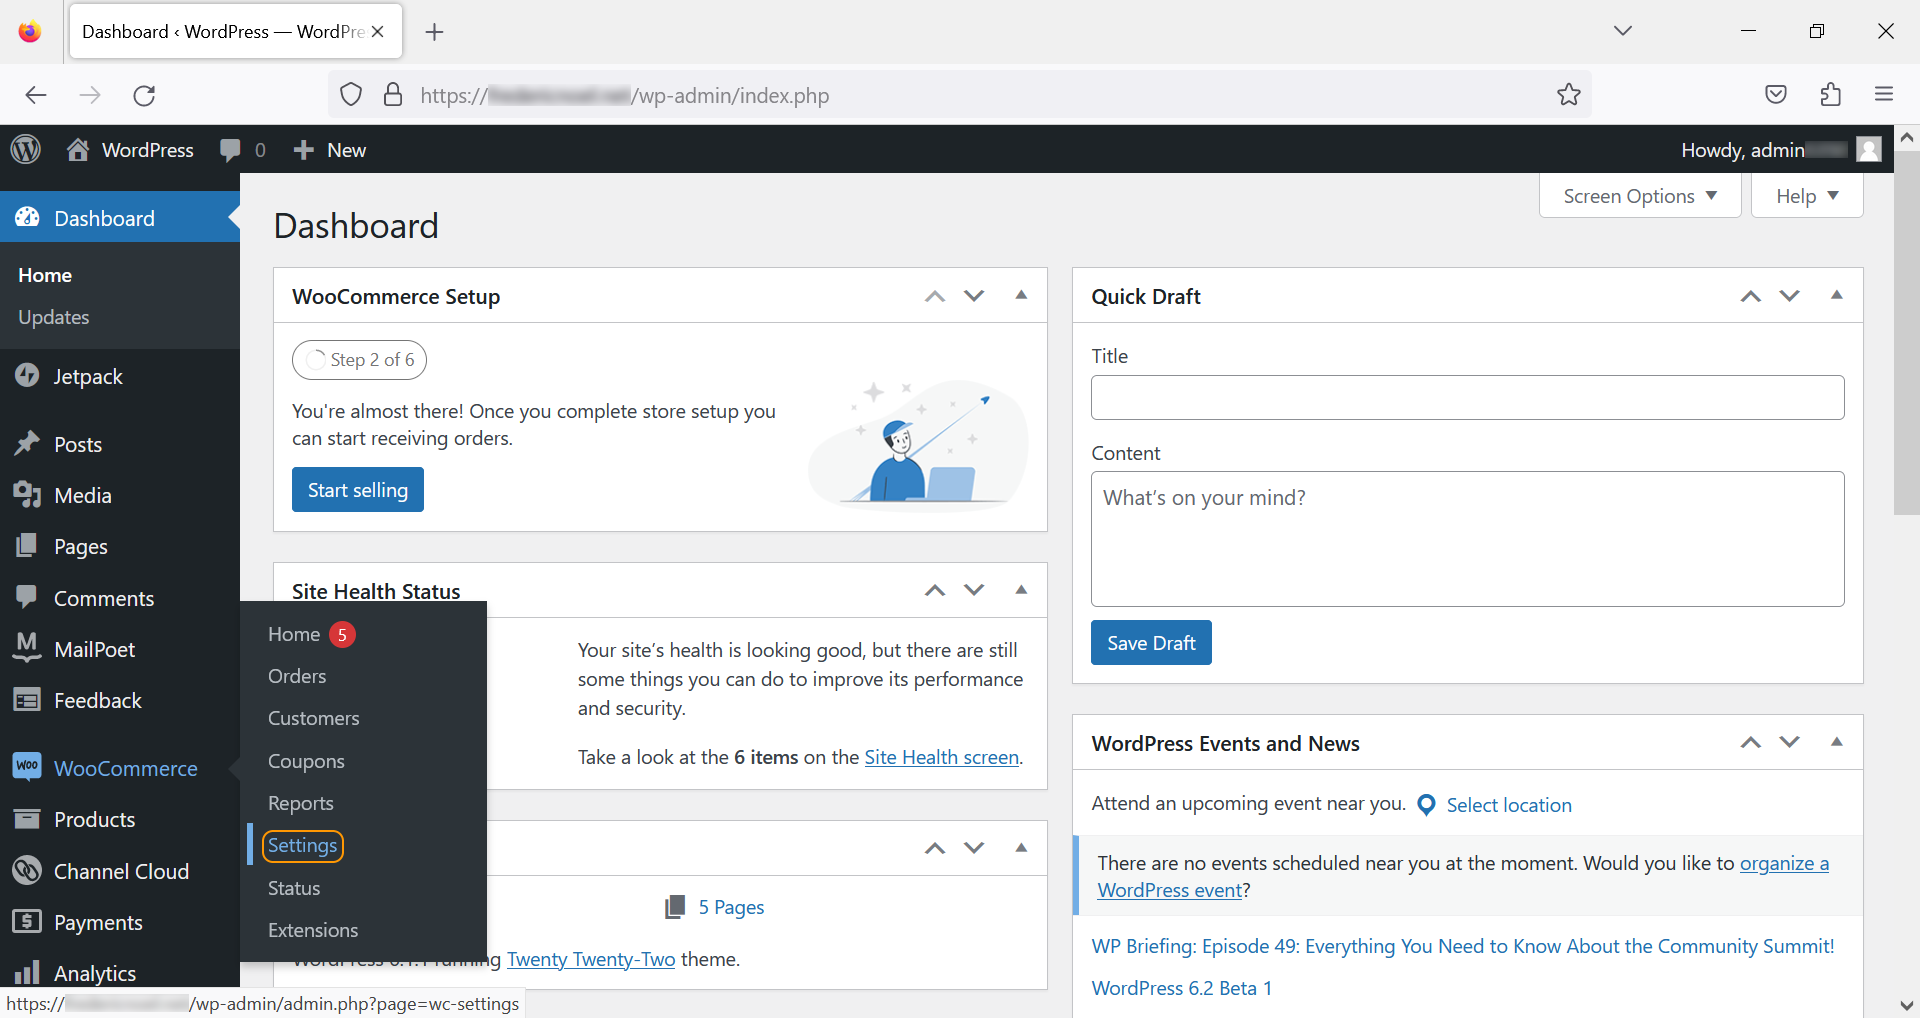 Dashboard ‹ WordPress — WordPre
https://
/wp-admin/index.php
WordPress
0
New
Howdy, admin
Screen Options
Help
Dashboard
Home
Updates
Jetpack
Posts
Media
Pages
Comments
MailPoet
Feedback
WooCommerce
Products
Channel Cloud
Payments
Analytics
Home 5
Orders
Customers
Coupons
Reports
Settings
Status
Extensions
Dashboard
WooCommerce Setup
Step 2 of 6
You're almost there! Once you complete store setup you
can start receiving orders.
Start selling
Site Health Status
Your site’s health is looking good, but there are still
some things you can do to improve its performance
and security.
Take a look at the 6 items on the Site Health screen.
5 Pages
Twenty Twenty-Two theme.
Quick Draft
Title
Content
What’s on your mind?
Save Draft
WordPress Events and News
Attend an upcoming event near you. Select location
There are no events scheduled near you at the moment. Would you like to organize a
WordPress event?
WP Briefing: Episode 49: Everything You Need to Know About the Community Summit!
WordPress 6.2 Beta 1
https://
/wp-admin/admin.php?page=wc-settings